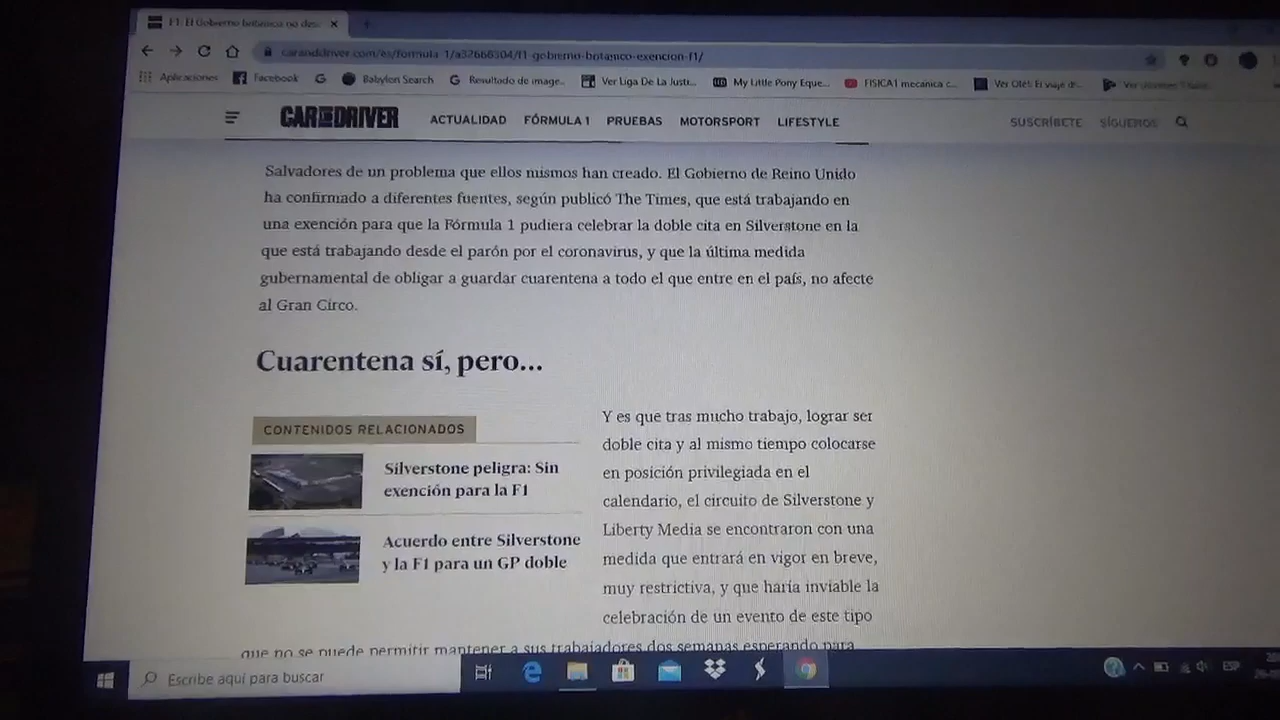 F1: El Gobierno británico no des
caranddriver.com/es/formula-1/a32666304/f1-gobierno-botanico-exencion-f1/
Aplicaciones Facebook Babylon Search Resultado de image... Ver Liga De La Justi... My Little Pony Eque... FISICA1 mecanica c... Ver Olé!: El viaje d...
CAR AND DRIVER ACTUALIDAD FÓRMULA 1 PRUEBAS MOTORSPORT LIFESTYLE SUSCRÍBETE SÍGUENOS
Salvadores de un problema que ellos mismos han creado. El Gobierno de Reino Unido
ha confirmado a diferentes fuentes, según publicó The Times, que está trabajando en
una exención para que la Fórmula 1 pudiera celebrar la doble cita en Silverstone en la
que está trabajando desde el parón por el coronavirus, y que la última medida
gubernamental de obligar a guardar cuarentena a todo el que entre en el país, no afecte
al Gran Circo.
Cuarentena sí, pero...
CONTENIDOS RELACIONADOS
Silverstone peligra: Sin
exención para la F1
Acuerdo entre Silverstone
y la F1 para un GP doble
Y es que tras mucho trabajo, lograr ser
doble cita y al mismo tiempo colocarse
en posición privilegiada en el
calendario, el circuito de Silverstone y
Liberty Media se encontraron con una
medida que entrará en vigor en breve,
muy restrictiva, y que haría inviable la
celebración de un evento de este tipo
que no se puede permitir mantener a sus trabajadores dos semanas esperando para
Escribe aquí para buscar
ESP